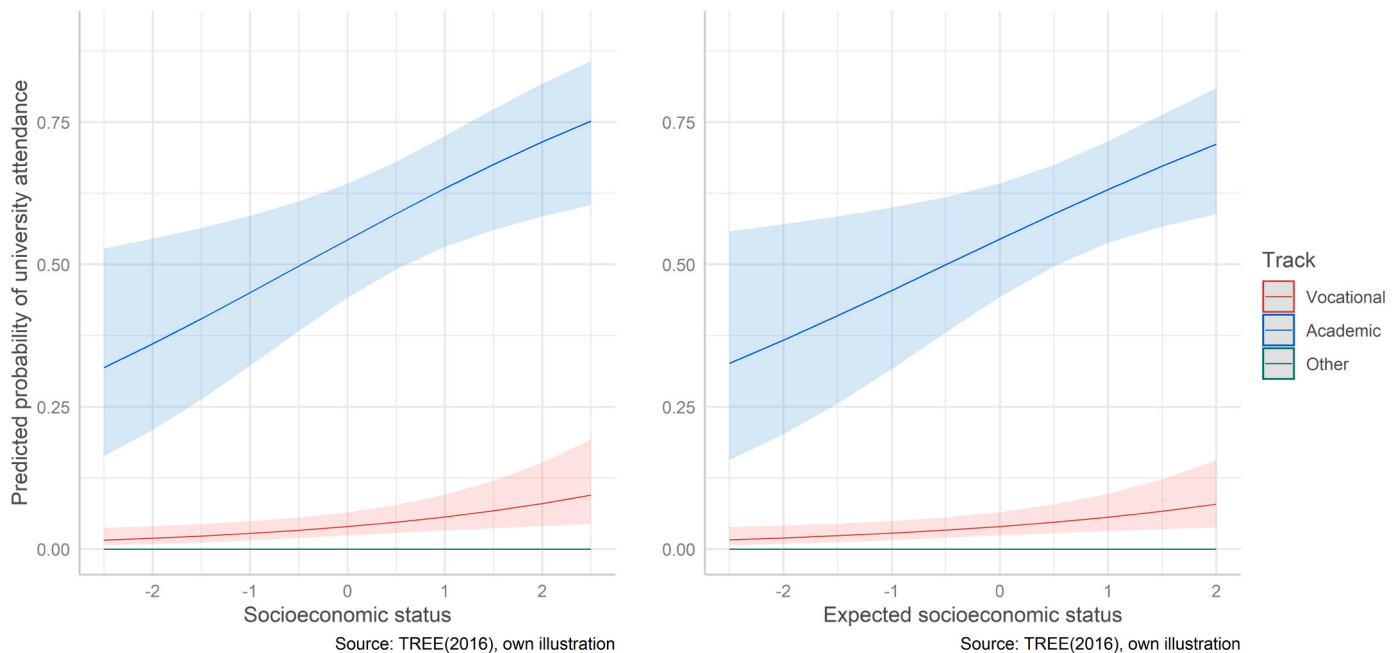 Predicted probability of university attendance
0.75
0.50
0.25
0.00
-2 -1 0 1 2
Socioeconomic status
Source: TREE(2016), own illustration
0.75
0.50
0.25
0.00
-2 -1 0 1 2
Expected socioeconomic status
Source: TREE(2016), own illustration
Track
Vocational
Academic
Other